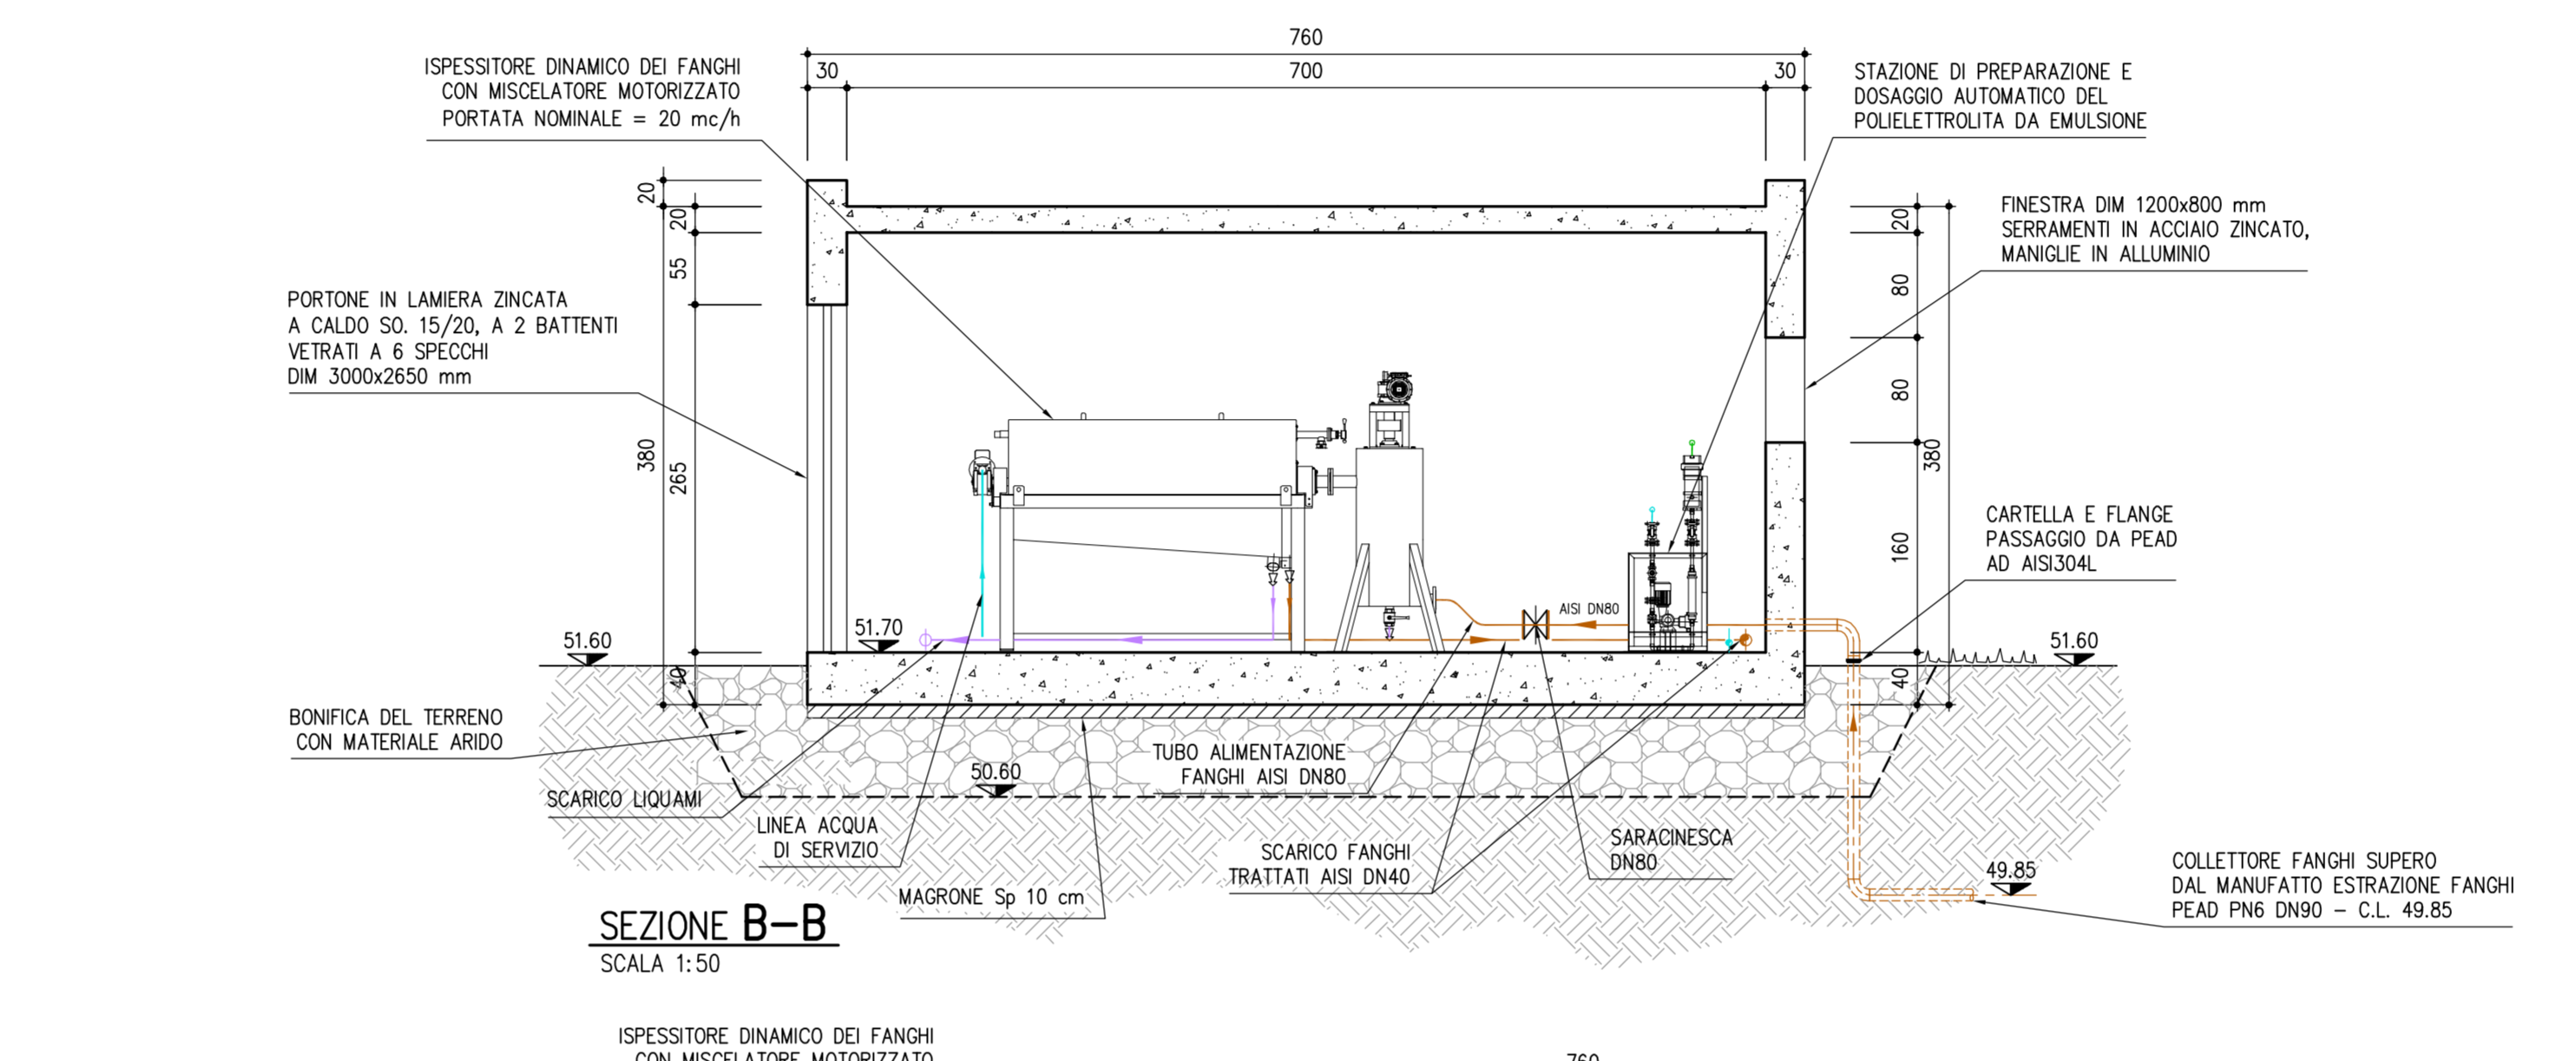 760
30
700
30
ISPESSITORE DINAMICO DEI FANGHI
CON MISCELATORE MOTORIZZATO
PORTATA NOMINALE = 20 mc/h
STAZIONE DI PREPARAZIONE E
DOSAGGIO AUTOMATICO DEL
POLIELETTROLITA DA EMULSIONE
FINESTRA DIM 1200x800 mm
SERRAMENTI IN ACCIAIO ZINCATO,
MANIGLIE IN ALLUMINIO
PORTONE IN LAMIERA ZINCATA
A CALDO SO. 15/20, A 2 BATTENTI
VETRATI A 6 SPECCHI
DIM 3000x2650 mm
20
20
55
380
265
40
20
80
80
380
160
40
CARTELLA E FLANGE
PASSAGGIO DA PEAD
AD AISI304L
AISI DN80
51.60
51.70
51.60
BONIFICA DEL TERRENO
CON MATERIALE ARIDO
50.60
TUBO ALIMENTAZIONE
FANGHI AISI DN80
SCARICO LIQUAMI
LINEA ACQUA
DI SERVIZIO
SCARICO FANGHI
TRATTATI AISI DN40
SARACINESCA
DN80
49.85
COLLETTORE FANGHI SUPERO
DAL MANUFATTO ESTRAZIONE FANGHI
PEAD PN6 DN90 - C.L. 49.85
MAGRONE Sp 10 cm
SEZIONE B-B
SCALA 1:50
ISPESSITORE DINAMICO DEI FANGHI
CON MISCELATORE MOTORIZZATO
760